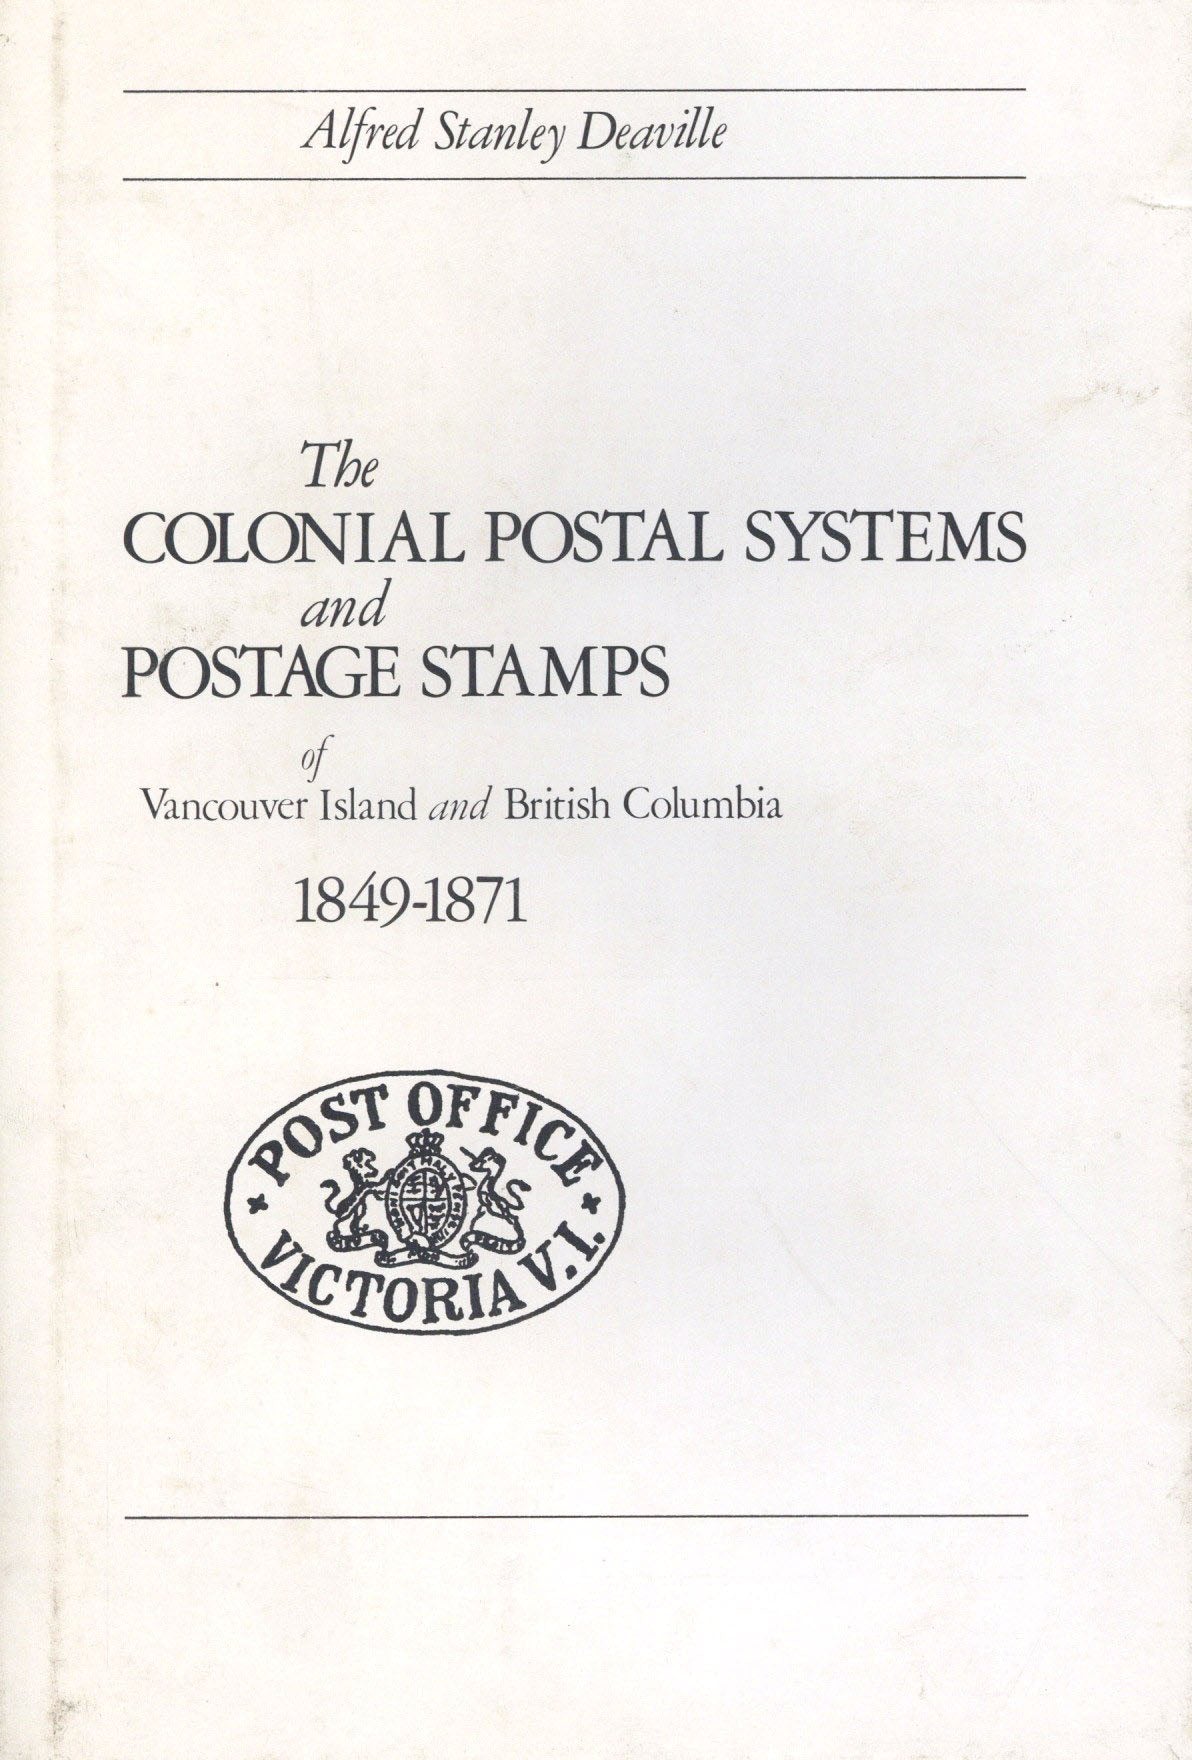 Alfred Stanley Deaville
The
COLONIAL POSTAL SYSTEMS
and
POSTAGE STAMPS
of
Vancouver Island and British Columbia
1849-1871
POST OFFICE
VICTORIA V.I.